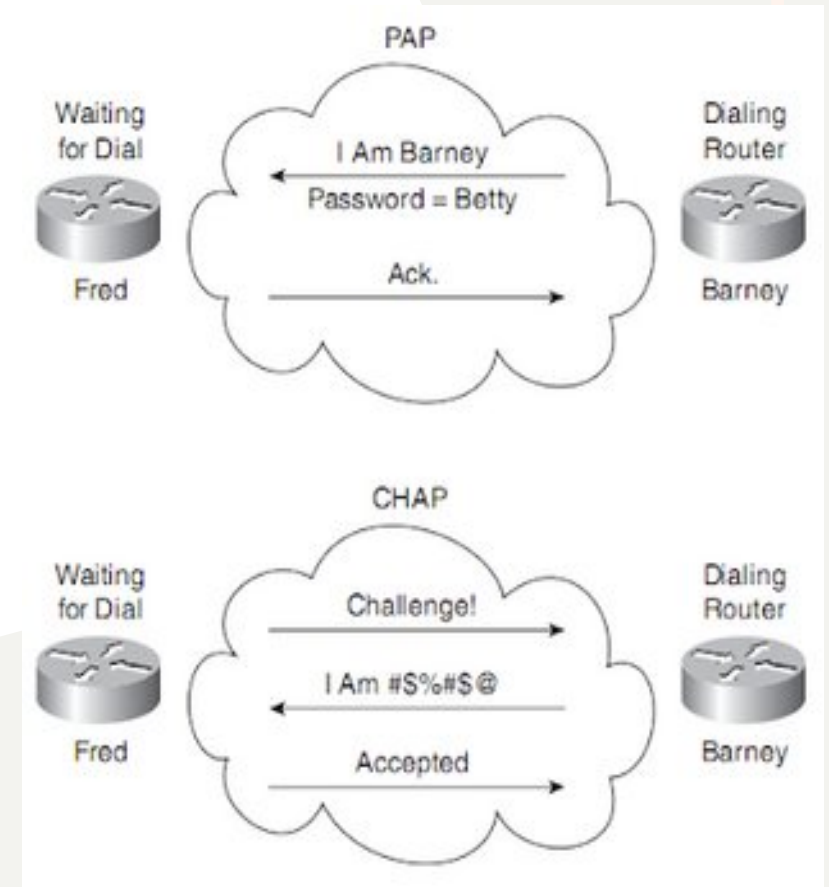 PAP
Waiting
for Dial
Dialing
Router
I Am Barney
Password = Betty
Ack.
Fred
Barney
CHAP
Waiting
for Dial
Dialing
Router
Challenge!
I Am #$%#$@
Accepted
Fred
Barney